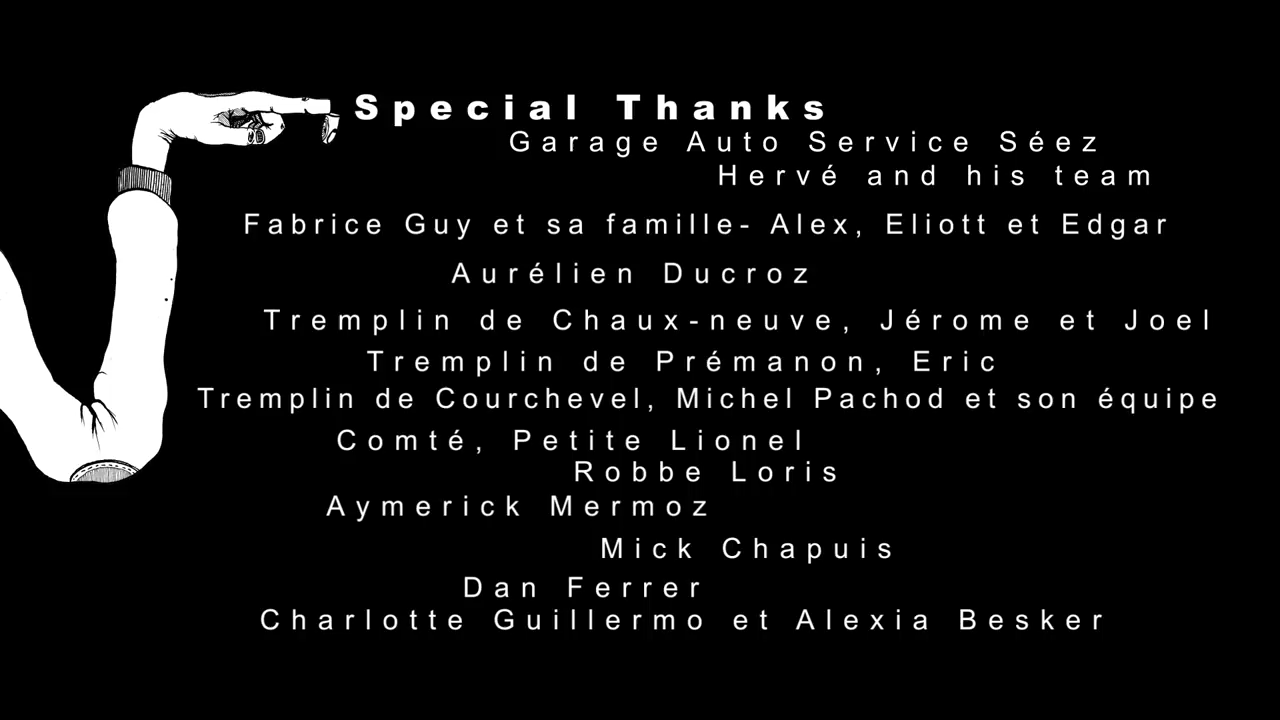 Special Thanks
Garage Auto Service Séez
Hervé and his team
Fabrice Guy et sa famille- Alex, Eliott et Edgar
Aurélien Ducroz
Tremplin de Chaux-neuve, Jérome et Joel
Tremplin de Prémanon, Eric
Tremplin de Courchevel, Michel Pachod et son équipe
Comté, Petite Lionel
Robbe Loris
Aymerick Mermoz
Mick Chapuis
Dan Ferrer
Charlotte Guillermo et Alexia Besker